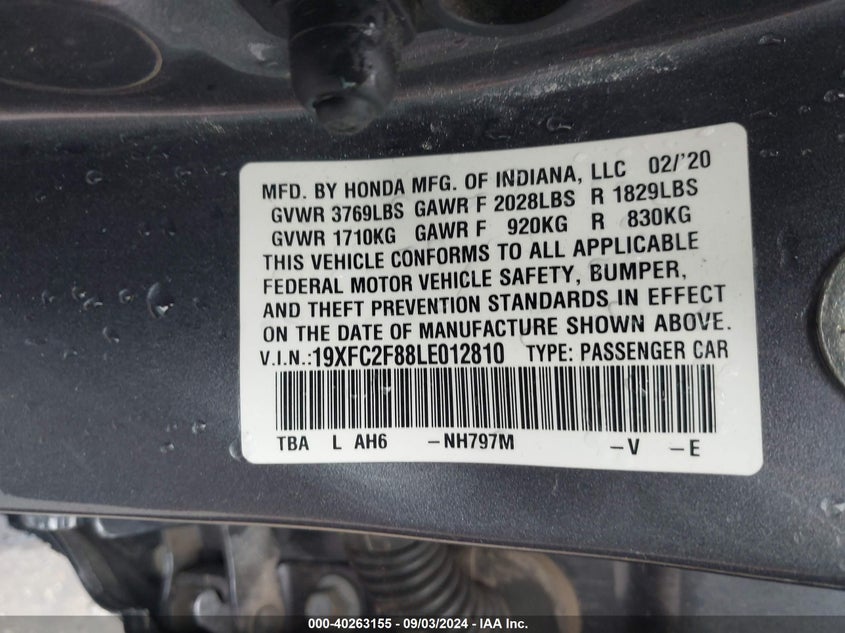 MFD. BY HONDA MFG. OF INDIANA, LLC 02/'20
GVWR 3769LBS GAWR F 2028LBS R 1829LBS
GVWR 1710KG GAWR F 920KG R 830KG
THIS VEHICLE CONFORMS TO ALL APPLICABLE
FEDERAL MOTOR VEHICLE SAFETY, BUMPER,
AND THEFT PREVENTION STANDARDS IN EFFECT
ON THE DATE OF MANUFACTURE SHOWN ABOVE.
V.I.N.:19XFC2F88LE012810 TYPE: PASSENGER CAR
TBA L AH6 –NH797M –V –E
000-40263155 - 09/03/2024 - IAA Inc.